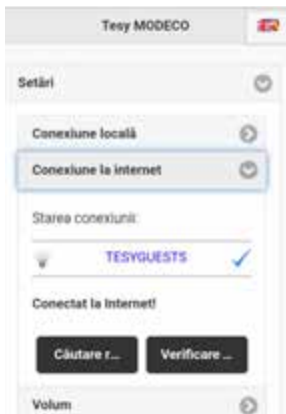 Tesy MODECO
Setări
Conexiune locală
Conexiune la internet
Starea conexiunii:
TESYGUESTS
Conectat la Internet!
Căutare r... Verificare ...
Volum